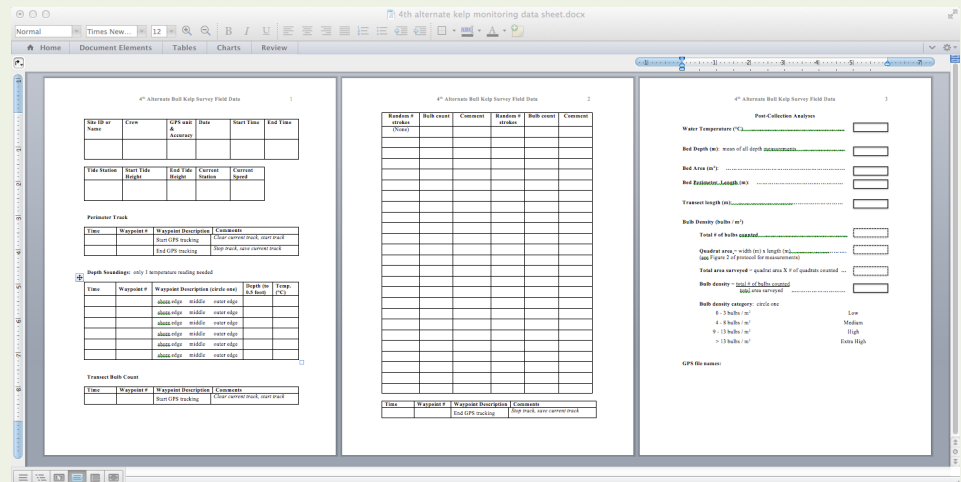 4th alternate kelp monitoring data sheet.docx
Normal Times New... 12 B I U
Home Document Elements Tables Charts Review
4th Alternate Bull Kelp Survey Field Data 1
Site ID or Name Crew GPS unit & Accuracy Date Start Time End Time
Tide Station Start Tide Height End Tide Height Current Station Current Speed
Perimeter Track
Time Waypoint # Waypoint Description Comments
Start GPS tracking Clear current track, start track
End GPS tracking Stop track, save current track
Depth Soundings: only 1 temperature reading needed
Time Waypoint # Waypoint Description (circle one) Depth (to 0.5 foot) Temp. (°C)
shore edge middle outer edge
shore edge middle outer edge
shore edge middle outer edge
shore edge middle outer edge
shore edge middle outer edge
Transect Bulb Count
Time Waypoint # Waypoint Description Comments
Start GPS tracking Clear current track, start track
4th Alternate Bull Kelp Survey Field Data 2
Random # strokes Bulb count Comment Random # strokes Bulb count Comment
(None)
Time Waypoint # Waypoint Description Comments
End GPS tracking Stop track, save current track
4th Alternate Bull Kelp Survey Field Data 3
Post-Collection Analyses
Water Temperature (°C)
Bed Depth (m): mean of all depth measurements
Bed Area (m²):
Bed Perimeter Length (m)
Transect length (m)
Bulb Density (bulbs / m²)
Total # of bulbs counted
Quadrat area = width (m) x length (m)
(see Figure 2 of protocol for measurements)
Total area surveyed = quadrat area X # of quadrats counted ...
Bulb density = total # of bulbs counted
total area surveyed
Bulb density category: circle one
0 - 3 bulbs / m² Low
4 - 8 bulbs / m² Medium
9 - 13 bulbs / m² High
> 13 bulbs / m² Extra High
GPS file names: